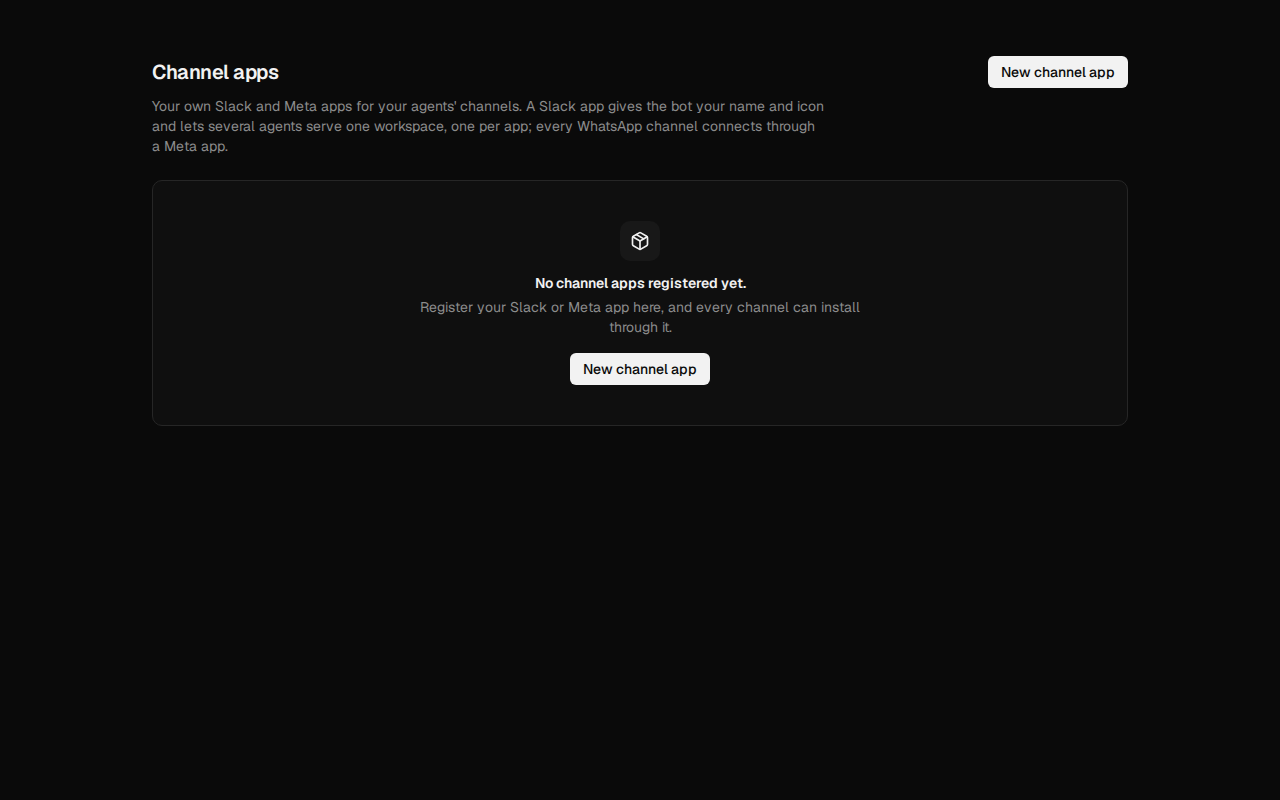 Channel apps
New channel app
Your own Slack and Meta apps for your agents' channels. A Slack app gives the bot your name and icon
and lets several agents serve one workspace, one per app; every WhatsApp channel connects through
a Meta app.
No channel apps registered yet.
Register your Slack or Meta app here, and every channel can install
through it.
New channel app